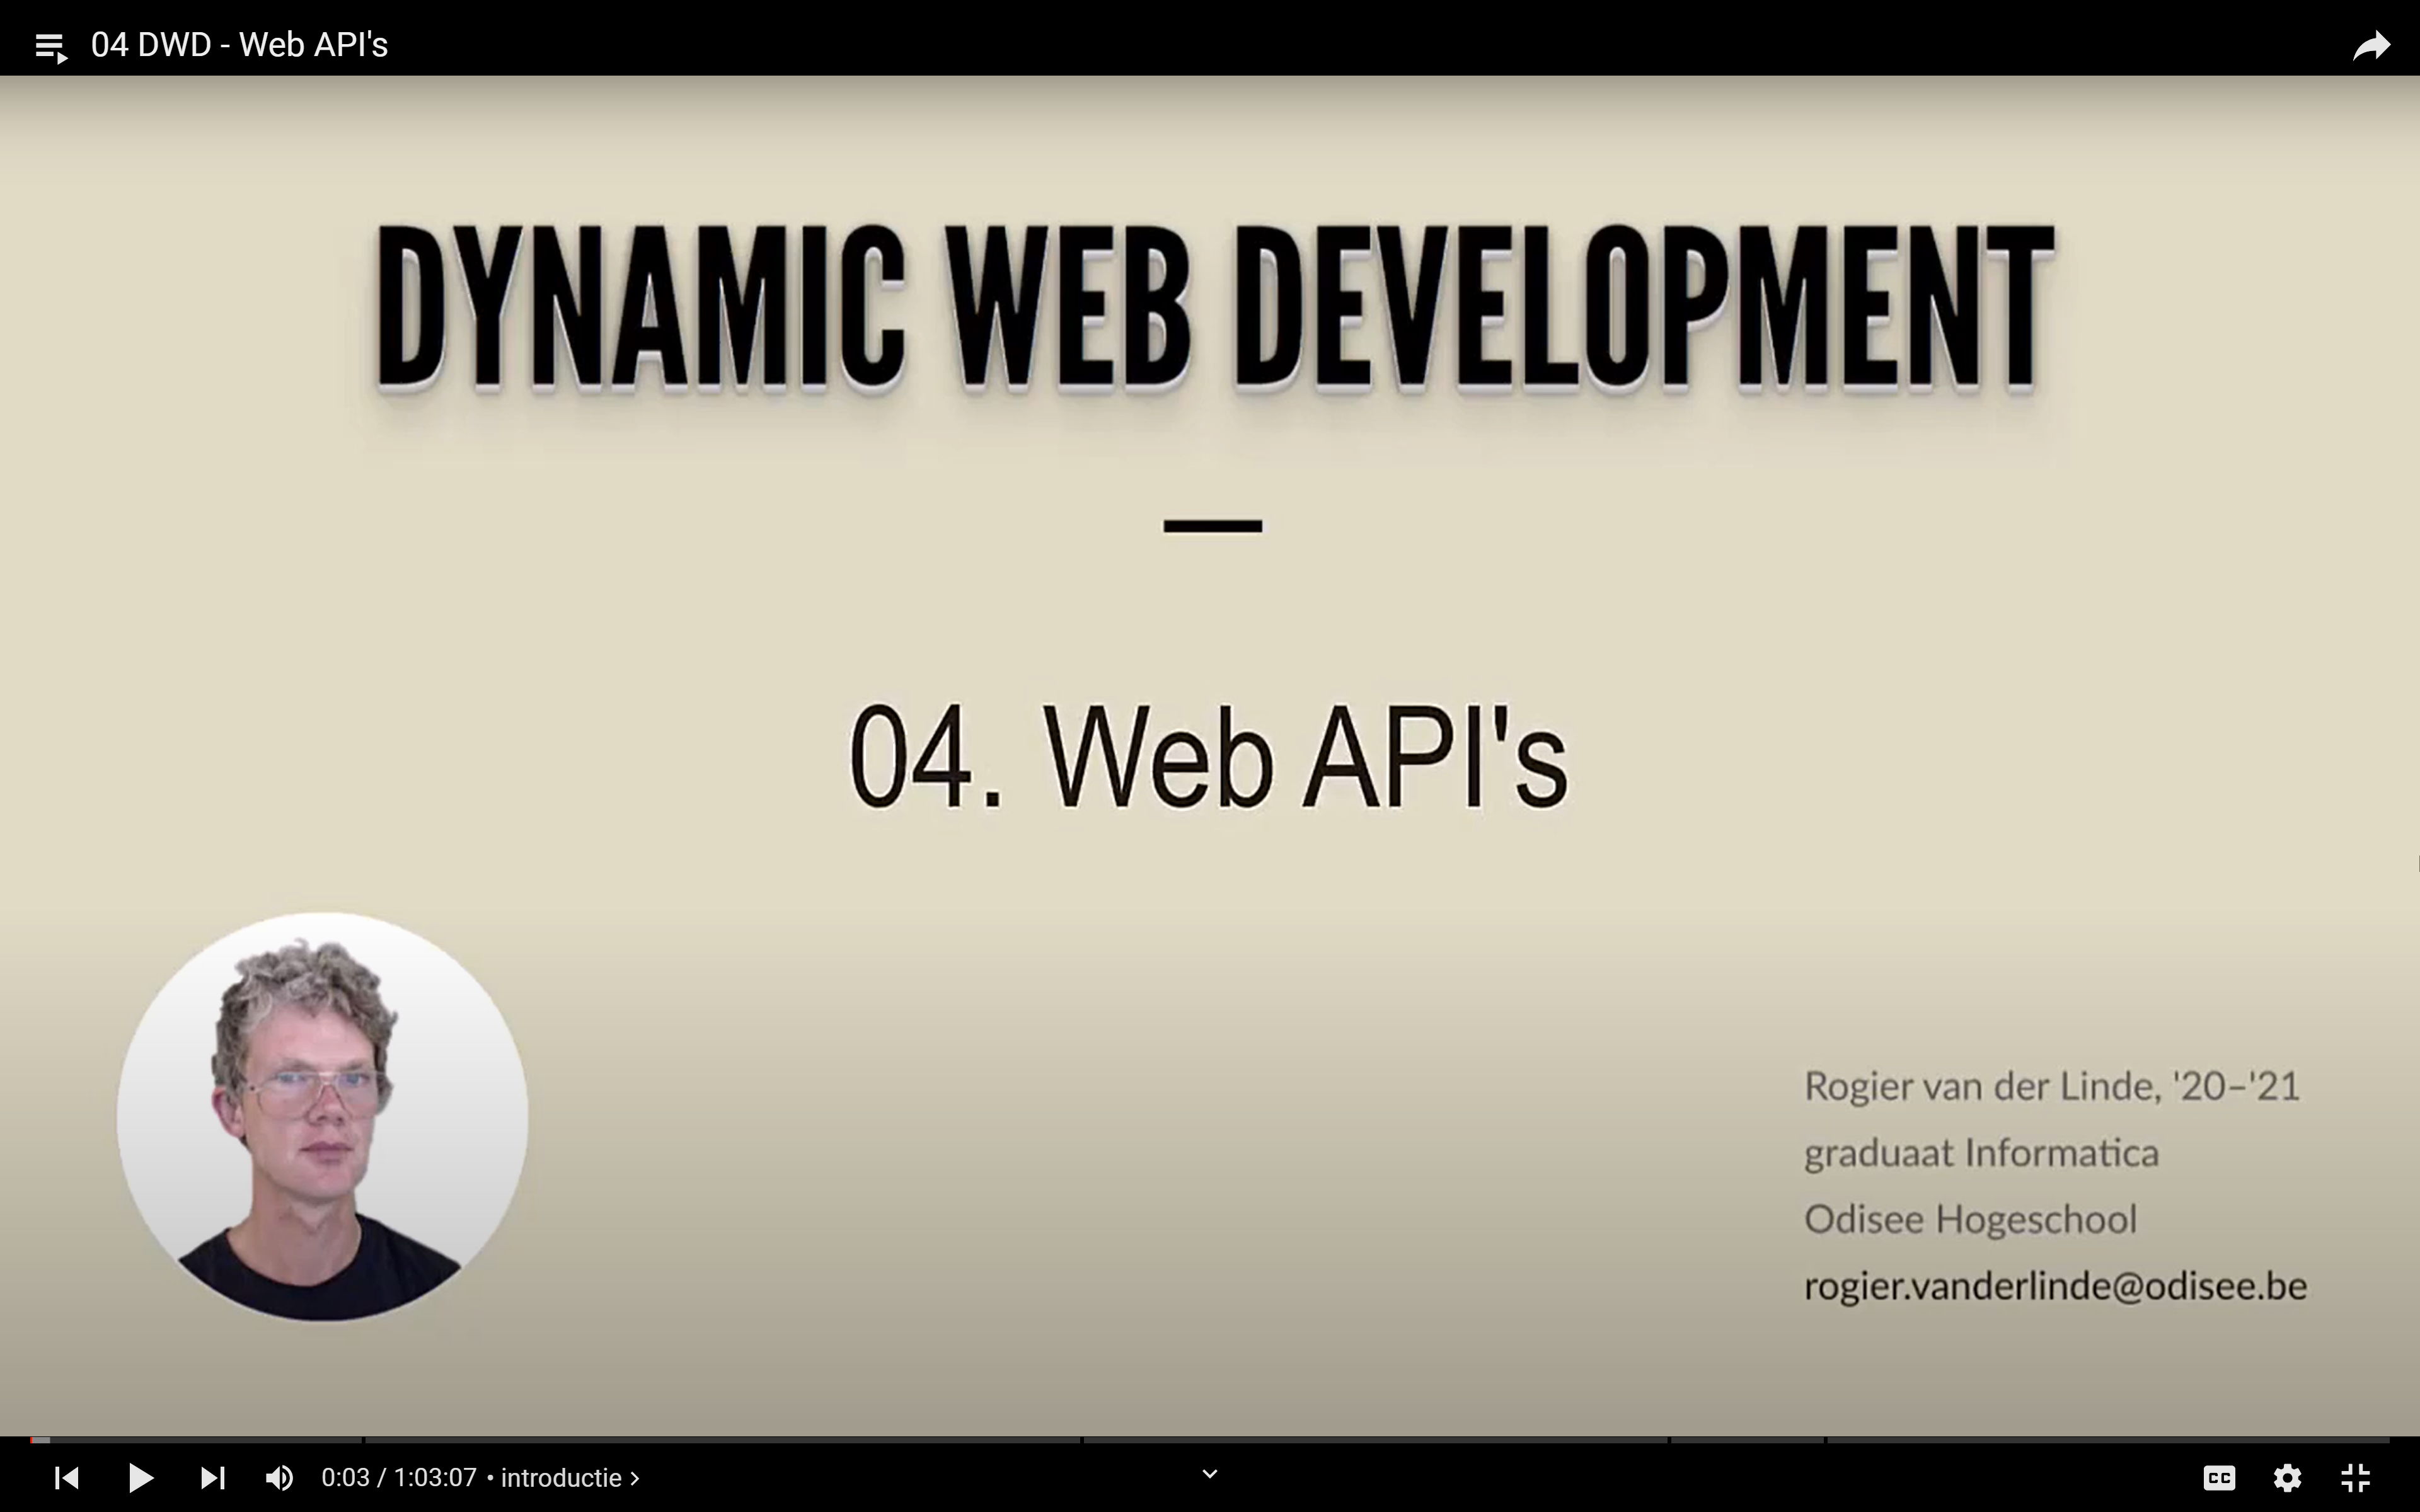 04 DWD - Web API's
DYNAMIC WEB DEVELOPMENT
04. Web API's
Rogier van der Linde, '20–'21
graduaat Informatica
Odisee Hogeschool
rogier.vanderlinde@odisee.be
0:03 / 1:03:07 • introductie ›
CC